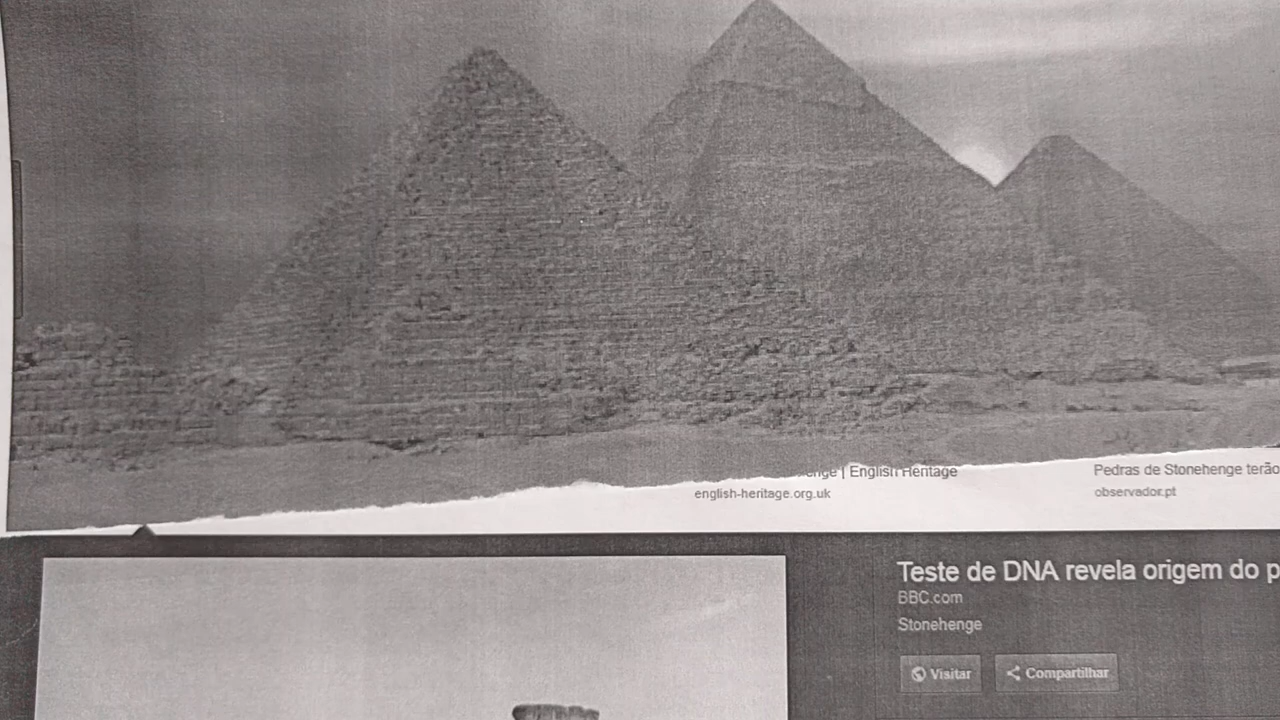 | English Heritage
Pedras de Stonehenge terão
english-heritage.org.uk
observador.pt
Teste de DNA revela origem do p
BBC.com
Stonehenge
Visitar
Compartilhar